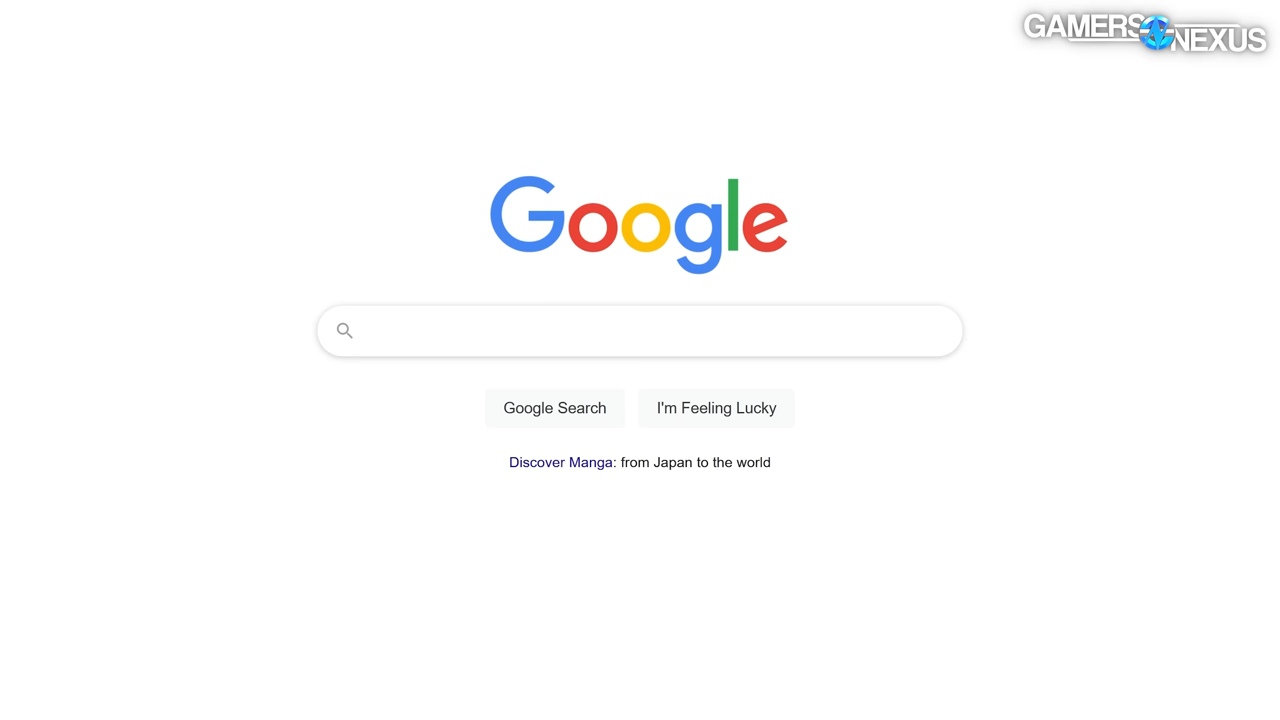 GAMERS NEXUS
Google
Google Search
I'm Feeling Lucky
Discover Manga: from Japan to the world